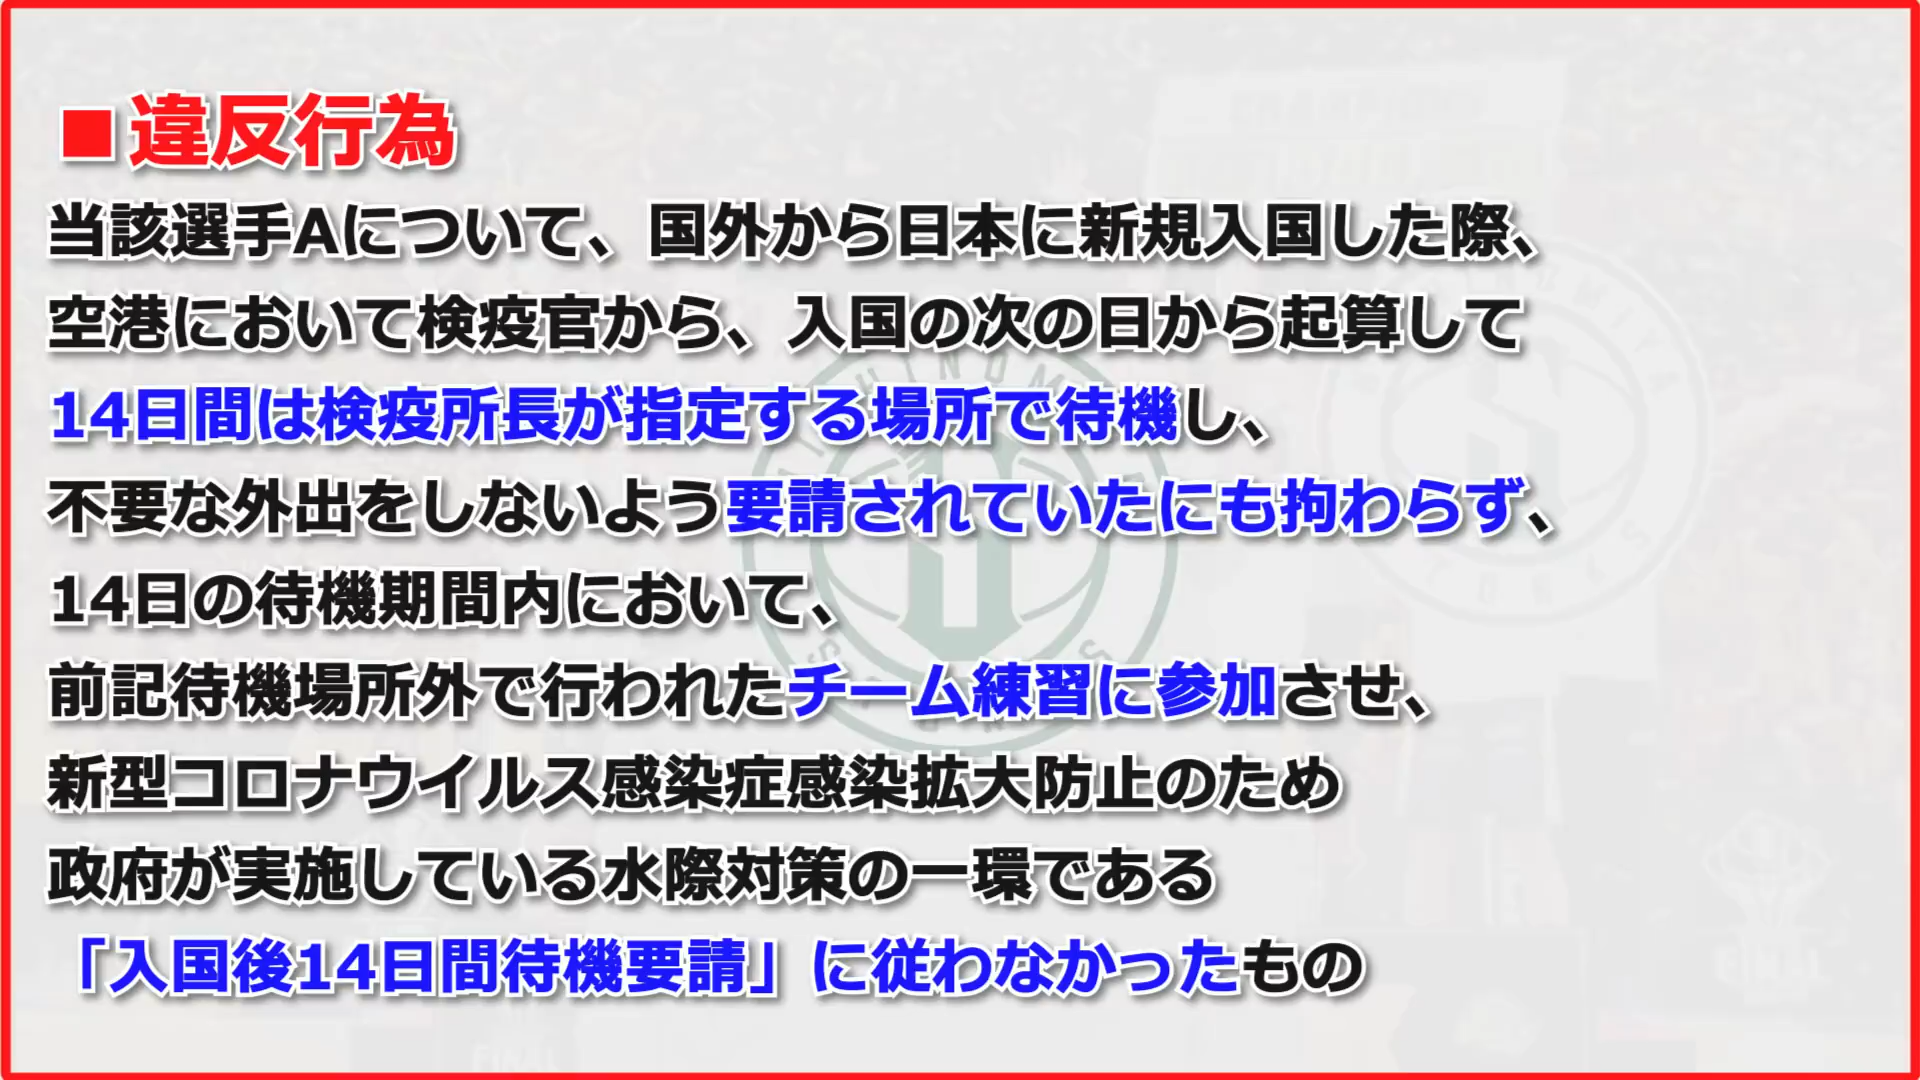 ■違反行為
当該選手Aについて、国外から日本に新規入国した際、
空港において検疫官から、入国の次の日から起算して
14日間は検疫所長が指定する場所で待機し、
不要な外出をしないよう要請されていたにも拘わらず、
14日の待機期間内において、
前記待機場所外で行われたチーム練習に参加させ、
新型コロナウイルス感染症感染拡大防止のため
政府が実施している水際対策の一環である
「入国後14日間待機要請」に従わなかったもの